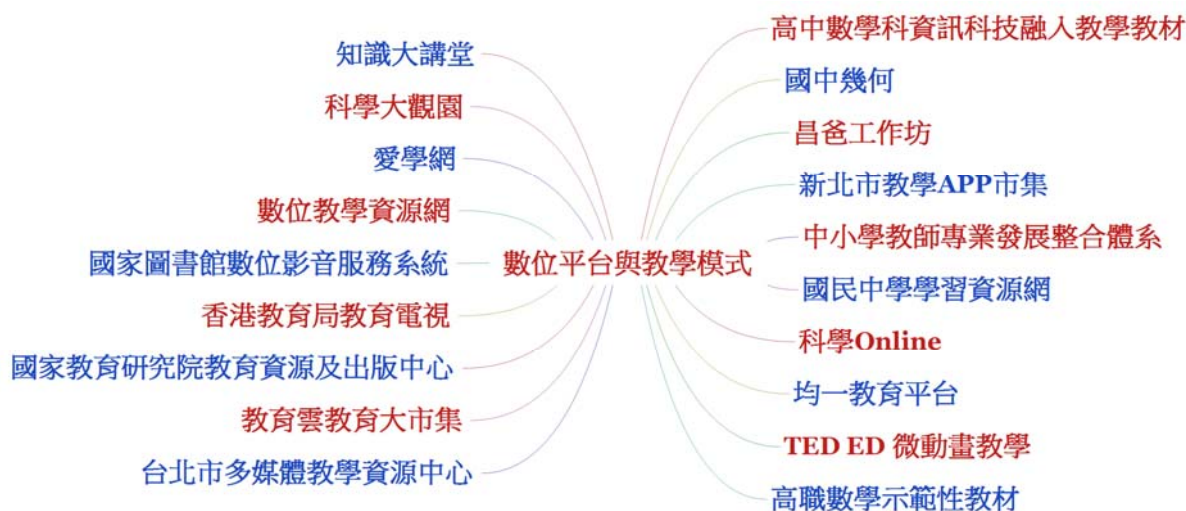 知識大講堂
科學大觀園
愛學網
數位教學資源網
國家圖書館數位影音服務系統
香港教育局教育電視
國家教育研究院教育資源及出版中心
教育雲教育大市集
台北市多媒體教學資源中心
數位平台與教學模式
高中數學科資訊科技融入教學教材
國中幾何
昌爸工作坊
新北市教學APP市集
中小學教師專業發展整合體系
國民中學學習資源網
科學Online
均一教育平台
TED ED 微動畫教學
高職數學示範性教材